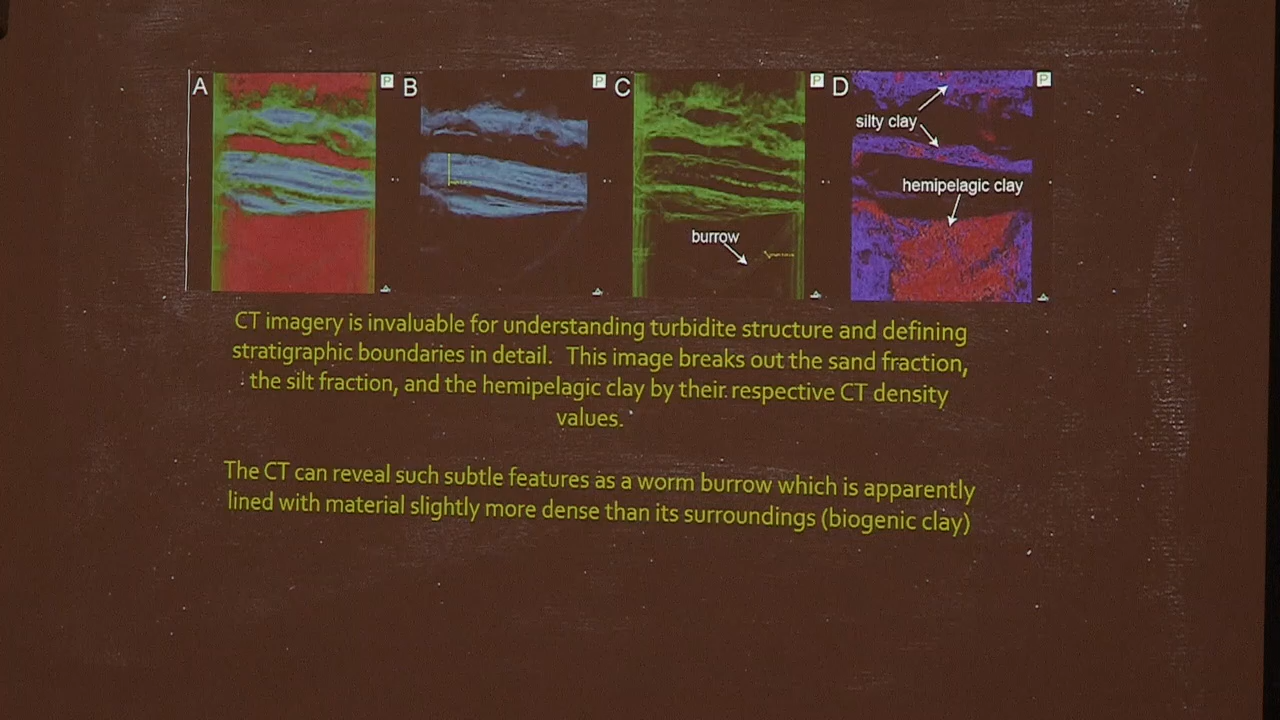 A
P
B
P
C
P
D
P
silty clay
hemipelagic clay
burrow
CT imagery is invaluable for understanding turbidite structure and defining
stratigraphic boundaries in detail. This image breaks out the sand fraction,
the silt fraction, and the hemipelagic clay by their respective CT density
values.
The CT can reveal such subtle features as a worm burrow which is apparently
lined with material slightly more dense than its surroundings (biogenic clay)